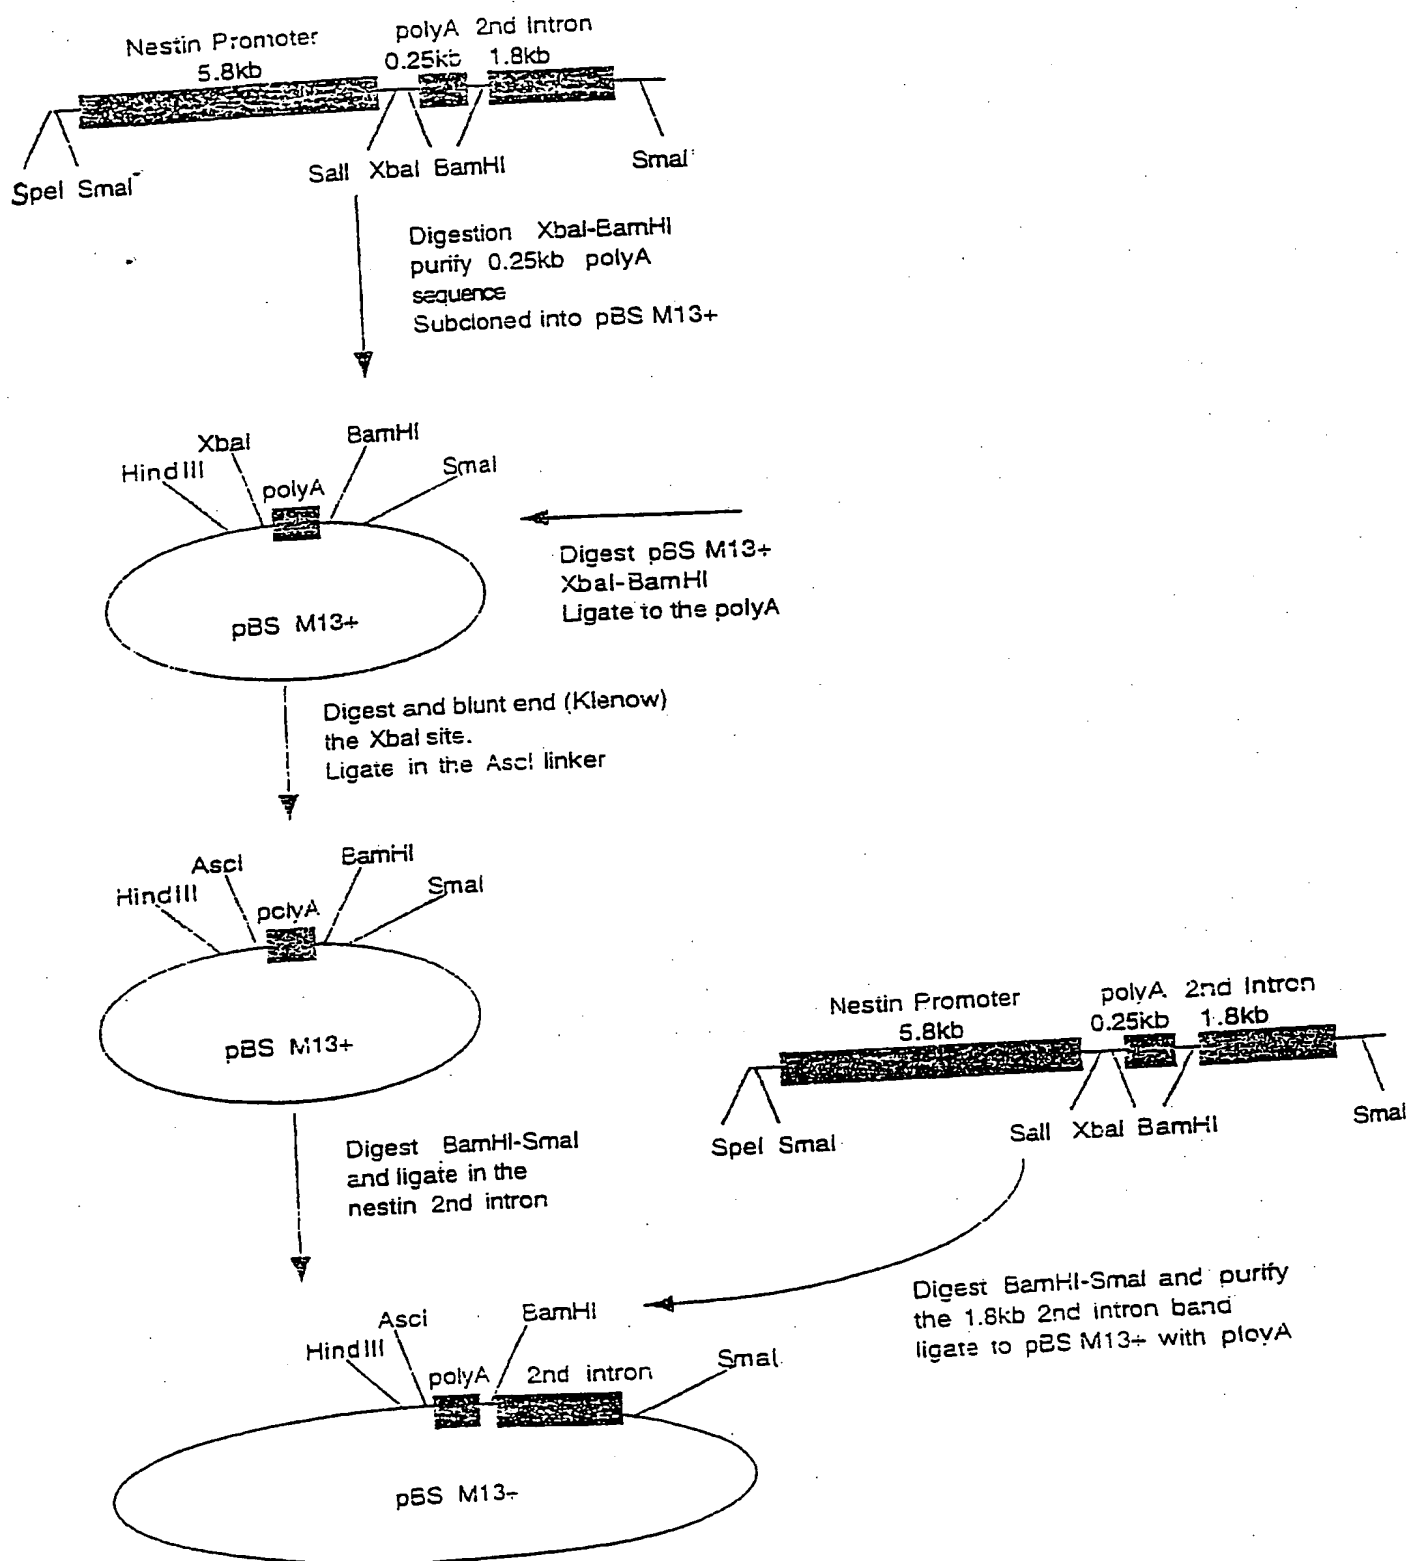 Nestin Promoter
5.8kb
polyA 2nd Intron
0.25kb 1.8kb
SpeI SmaI
SalI XbaI BamHI
SmaI
Digestion XbaI-BamHI
purify 0.25kb polyA
sequence
Subcloned into pBS M13+
HindIII
XbaI
polyA
BamHI
SmaI
pBS M13+
Digest pBS M13+
XbaI-BamHI
Ligate to the polyA
Digest and blunt end (Klenow)
the XbaI site.
Ligate in the AscI linker
HindIII
AscI
polyA
BamHI
SmaI
pBS M13+
Nestin Promoter
5.8kb
polyA 2nd Intron
0.25kb 1.8kb
SpeI SmaI
SalI XbaI BamHI
SmaI
Digest BamHI-SmaI
and ligate in the
nestin 2nd intron
Digest BamHI-SmaI and purify
the 1.8kb 2nd intron band
ligate to pBS M13+ with ployA
HindIII
AscI
polyA
BamHI
2nd intron
SmaI
pBS M13+